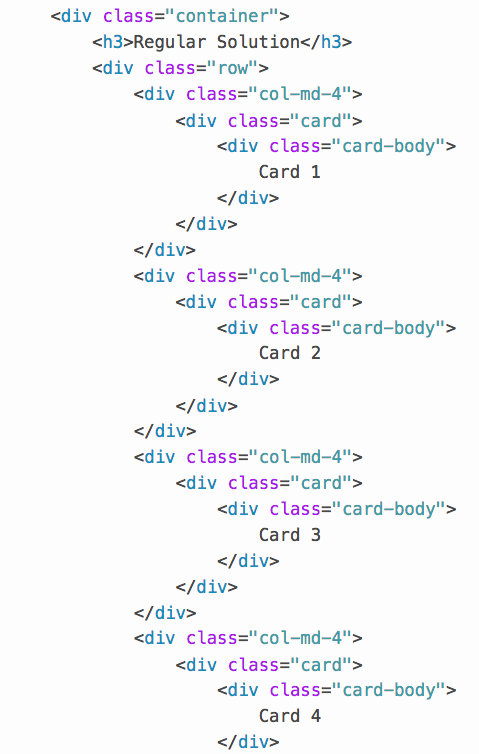 <div class="container">
<h3>Regular Solution</h3>
<div class="row">
<div class="col-md-4">
<div class="card">
<div class="card-body">
Card 1
</div>
</div>
</div>
<div class="col-md-4">
<div class="card">
<div class="card-body">
Card 2
</div>
</div>
</div>
<div class="col-md-4">
<div class="card">
<div class="card-body">
Card 3
</div>
</div>
</div>
<div class="col-md-4">
<div class="card">
<div class="card-body">
Card 4
</div>